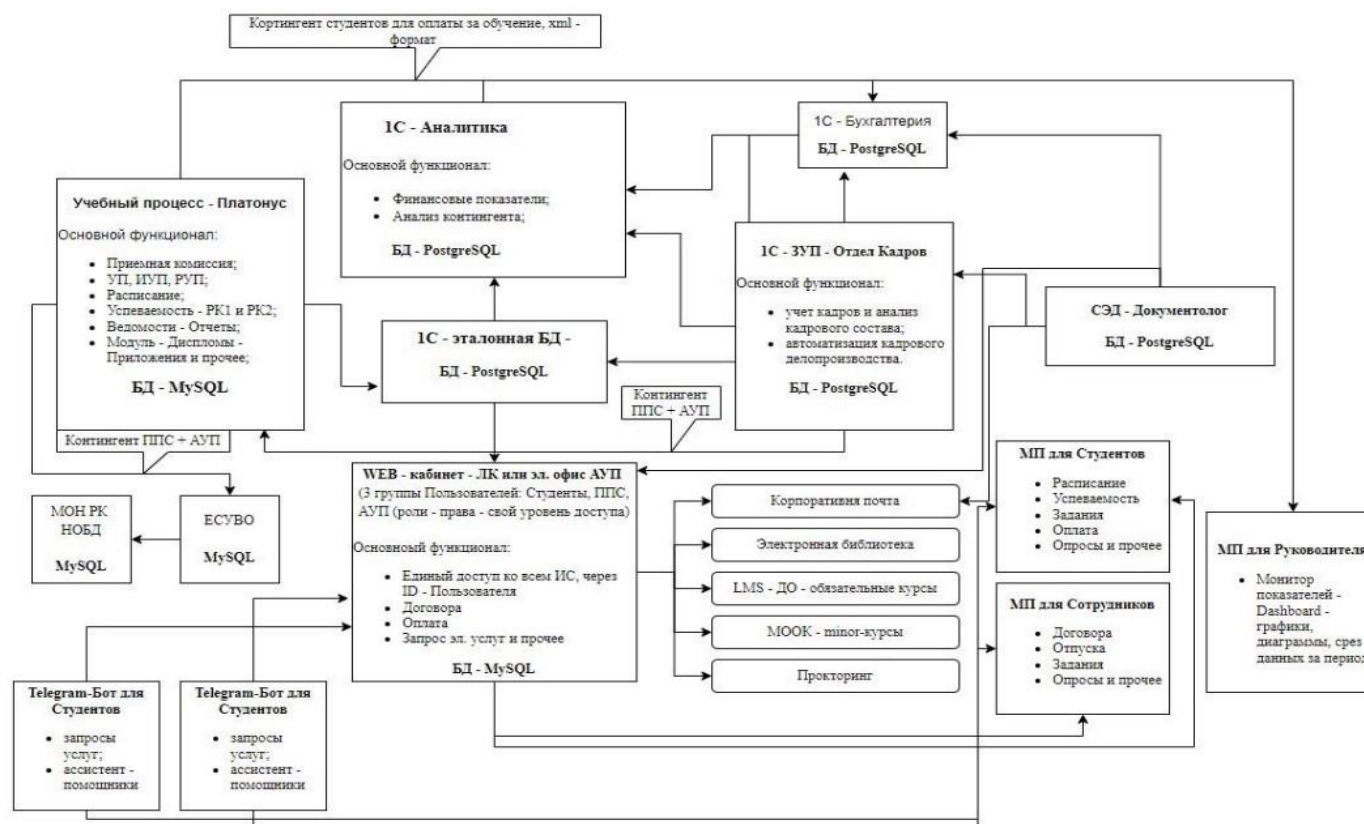 Кортингент студентов для оплаты за обучение, xml -
формат
1С - Аналитика
Основной функционал:
Финансовые показатели;
Анализ контингента;
БД - PostgreSQL
1С - Бухгалтерия
БД - PostgreSQL
Учебный процесс - Платонус
Основной функционал:
Приемная комиссия;
УП, ИУП, РУП;
Расписание;
Успеваемость - РК1 и РК2;
Ведомости - Отчеты;
Модуль - Дипломы -
Приложения и прочее;
БД - MySQL
1С - ЗУП - Отдел Кадров
Основной функционал:
учет кадров и анализ
кадрового состава;
автоматизация кадрового
делопроизводства.
БД - PostgreSQL
СЭД - Документолог
БД - PostgreSQL
1С - эталонная БД -
БД - PostgreSQL
Контингент
ППС + АУП
Контингент ППС + АУП
МОН РК
НОБД
MySQL
ЕСУВО
MySQL
WEB - кабинет - ЛК или эл. офис АУП
(3 группы Пользователей: Студенты, ППС,
АУП (роли - права - свой уровень доступа)
Основноый функционал:
Единый доступ ко всем ИС, через
ID - Пользователя
Договора
Оплата
Запрос эл. услуг и прочее
БД - MySQL
Корпоративня почта
Электронная библиотека
LMS - ДО - обязательные курсы
МООК - minor-курсы
Прокторинг
МП для Студентов
Расписание
Успеваемость
Задания
Оплата
Опросы и прочее
МП для Сотрудников
Договора
Отпуска
Задания
Опросы и прочее
МП для Руководителя
Монитор
показателей -
Dashboard -
графики,
диаграммы, срез
данных за период
Telegram-Бот для
Студентов
запросы
услуг;
ассистент -
помощники
Telegram-Бот для
Студентов
запросы
услуг;
ассистент -
помощники